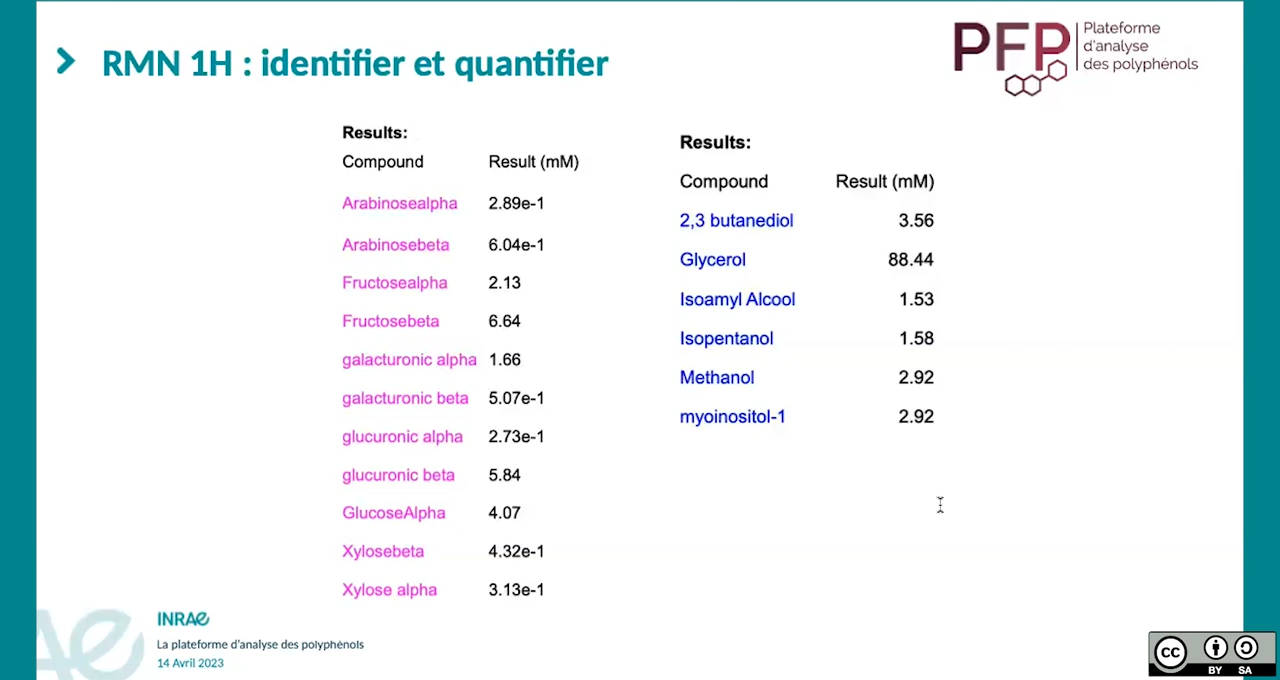 RMN 1H : identifier et quantifier
PFP
Plateforme
d'analyse
des polyphénols
Results:
Compound Result (mM)
Arabinosealpha 2.89e-1
Arabinosebeta 6.04e-1
Fructosealpha 2.13
Fructosebeta 6.64
galacturonic alpha 1.66
galacturonic beta 5.07e-1
glucuronic alpha 2.73e-1
glucuronic beta 5.84
GlucoseAlpha 4.07
Xylosebeta 4.32e-1
Xylose alpha 3.13e-1
Results:
Compound Result (mM)
2,3 butanediol 3.56
Glycerol 88.44
Isoamyl Alcool 1.53
Isopentanol 1.58
Methanol 2.92
myoinositol-1 2.92
INRAE
La plateforme d'analyse des polyphénols
14 Avril 2023
CC BY SA